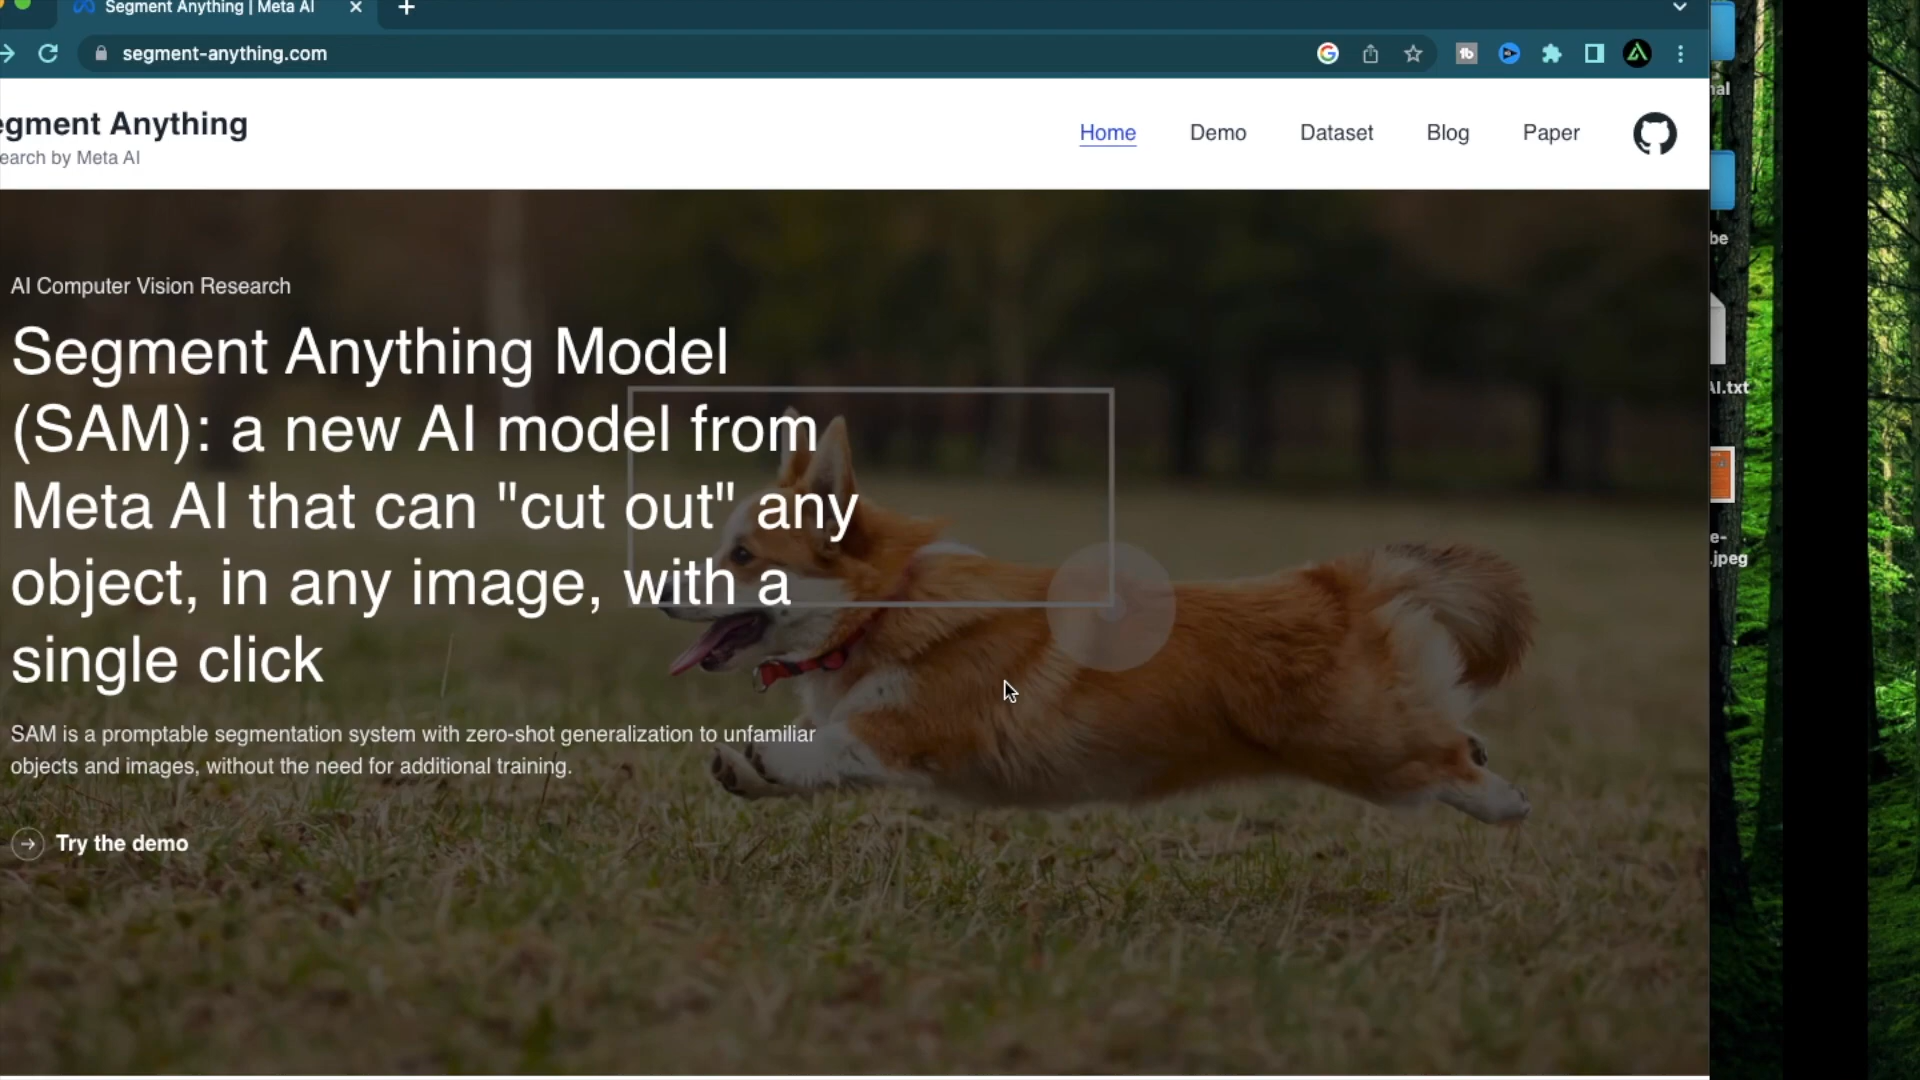 Segment Anything | Meta AI
segment-anything.com
egment Anything
earch by Meta AI
Home
Demo
Dataset
Blog
Paper
AI Computer Vision Research
Segment Anything Model
(SAM): a new AI model from
Meta AI that can "cut out" any
object, in any image, with a
single click
SAM is a promptable segmentation system with zero-shot generalization to unfamiliar
objects and images, without the need for additional training.
Try the demo
nal
be
AI.txt
e-
.jpeg